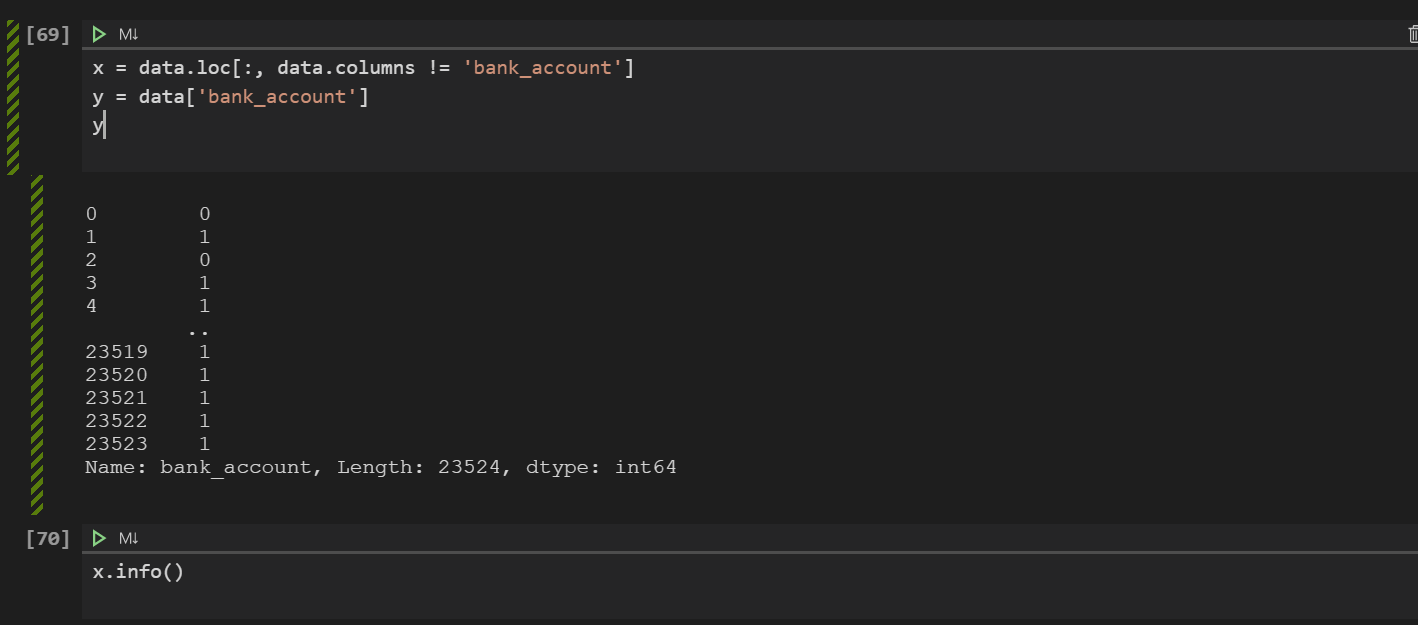 [69] M↓
x = data.loc[:, data.columns != 'bank_account']
y = data['bank_account']
y
0        0
1        1
2        0
3        1
4        1
        ..
23519    1
23520    1
23521    1
23522    1
23523    1
Name: bank_account, Length: 23524, dtype: int64
[70] M↓
x.info()